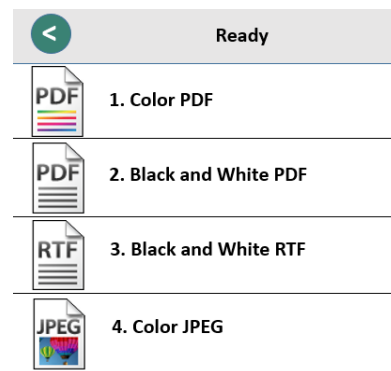 <
Ready
PDF
1. Color PDF
PDF
2. Black and White PDF
RTF
3. Black and White RTF
JPEG
4. Color JPEG